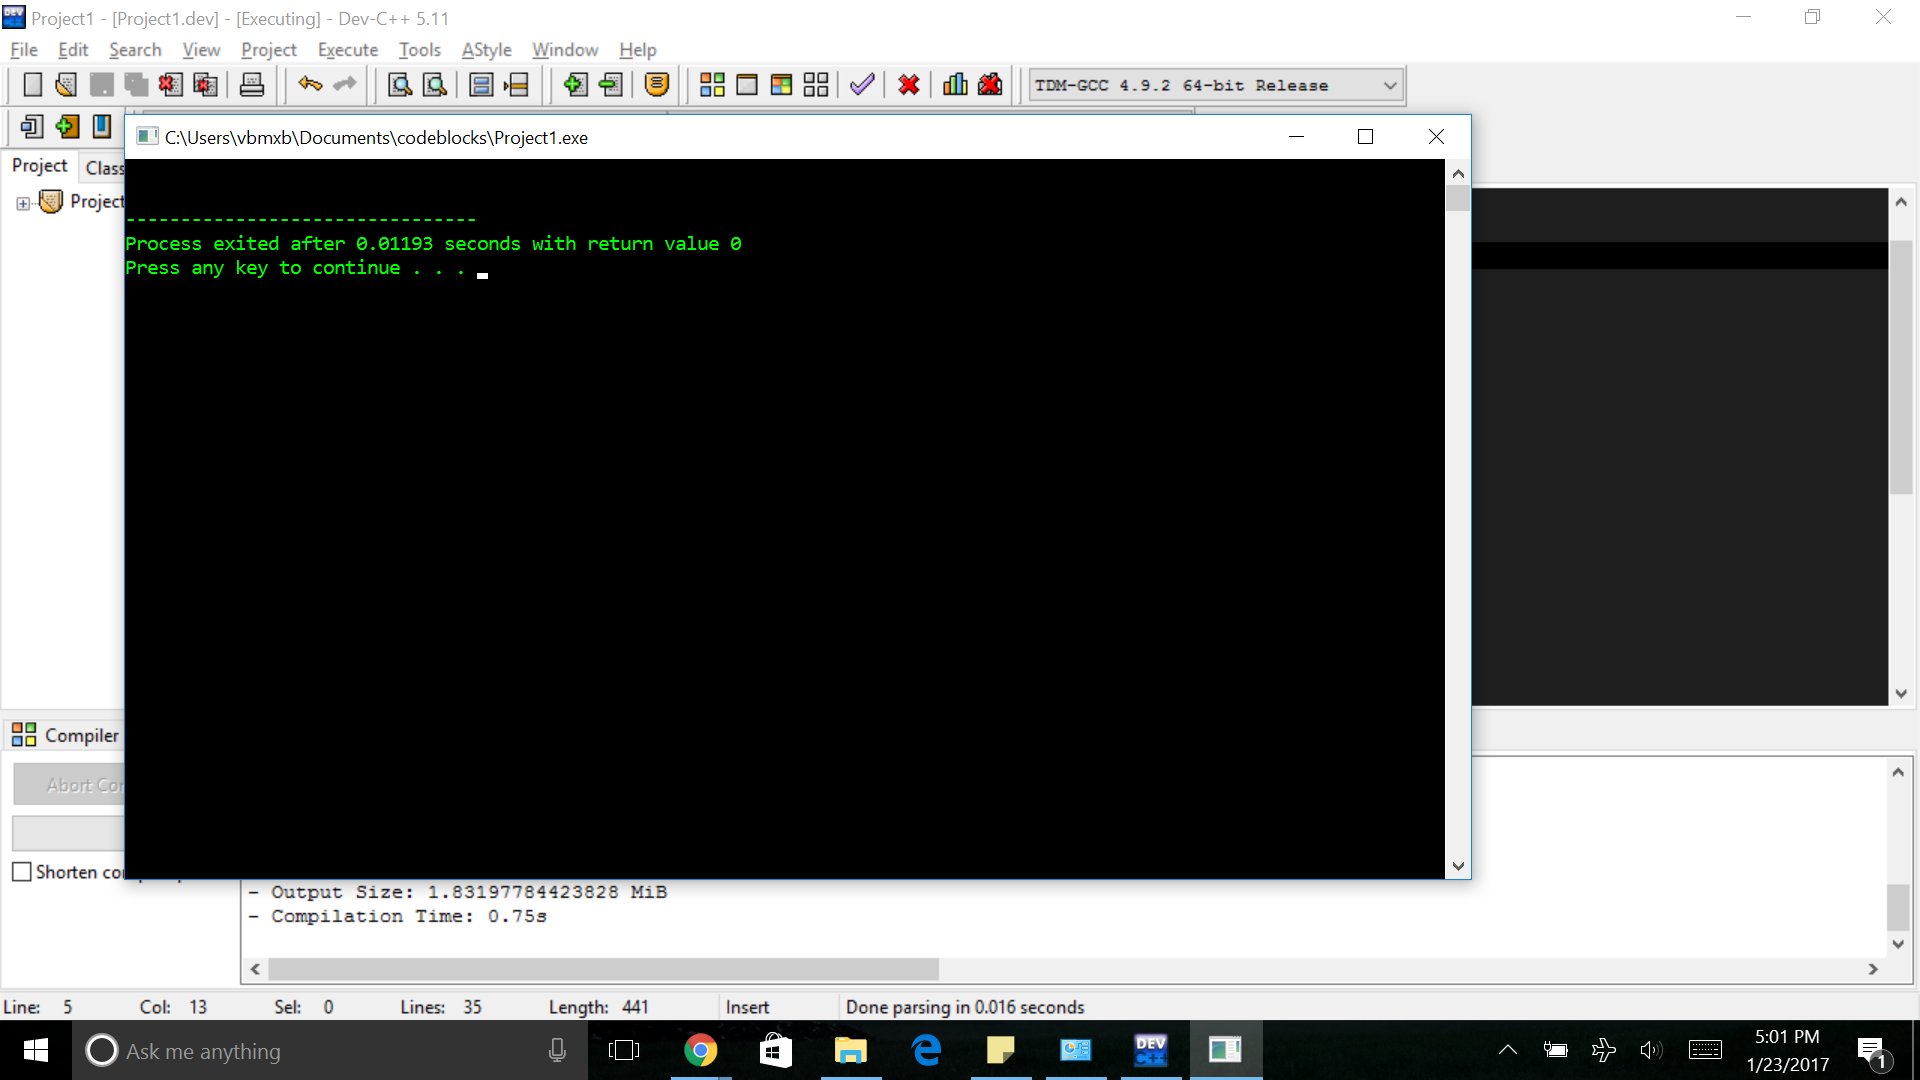 Project1 - [Project1.dev] - [Executing] - Dev-C++ 5.11
File Edit Search View Project Execute Tools AStyle Window Help
TDM-GCC 4.9.2 64-bit Release
C:\Users\vbmxb\Documents\codeblocks\Project1.exe
Project Class
Project
--------------------------------
Process exited after 0.01193 seconds with return value 0
Press any key to continue . . .
Compiler
Abort Co
Shorten co
- Output Size: 1.83197784423828 MiB
- Compilation Time: 0.75s
Line: 5 Col: 13 Sel: 0 Lines: 35 Length: 441 Insert Done parsing in 0.016 seconds
Ask me anything
DEV
C++
5:01 PM
1/23/2017
1